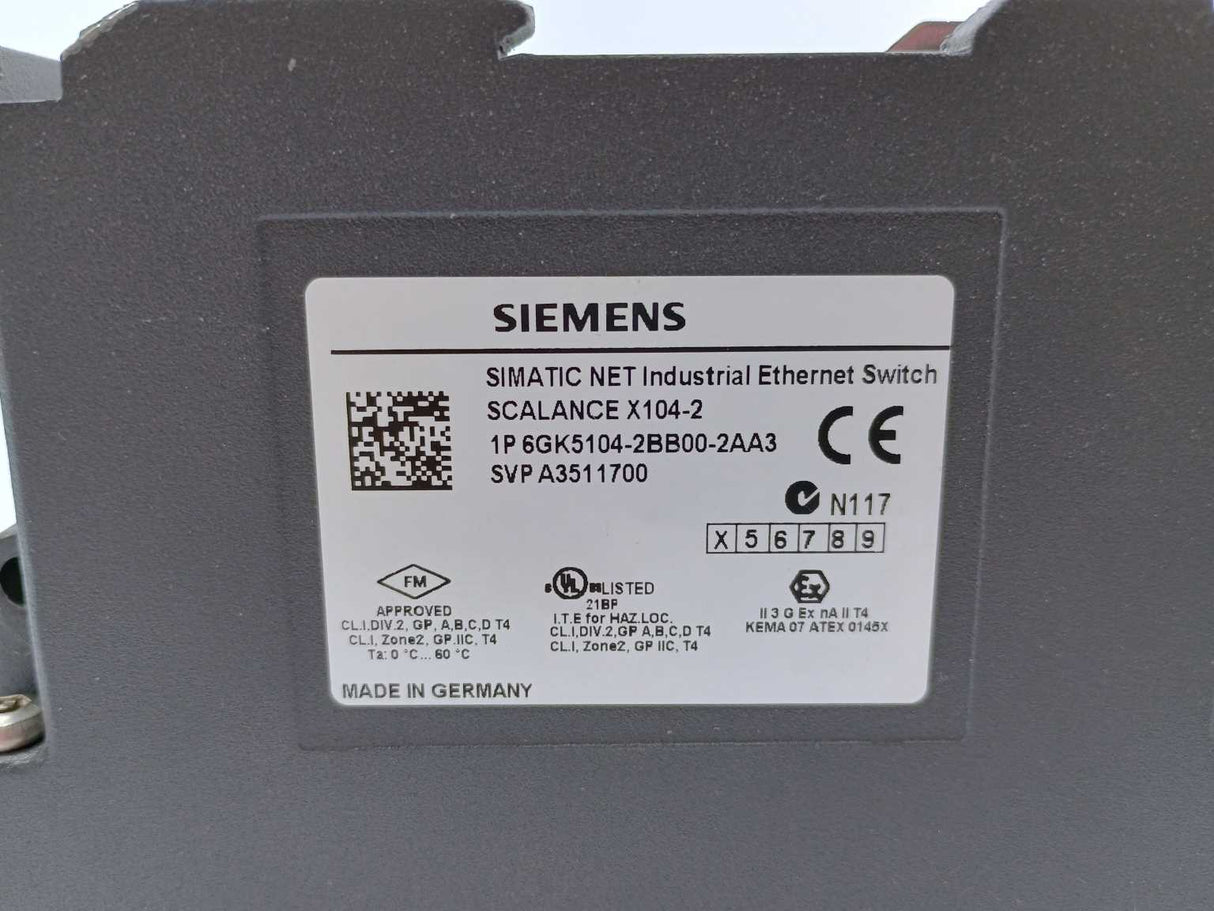 SIEMENS
SIMATIC NET Industrial Ethernet Switch
SCALANCE X104-2
1P 6GK5104-2BB00-2AA3
SVP A3511700
CE
N117
X 5 6 7 8 9
FM
APPROVED
CL.I,DIV.2, GP, A,B,C,D T4
CL.I, Zone2, GP.IIC, T4
Ta: 0 °C... 60 °C
UL LISTED
21BP
I.T.E for HAZ.LOC.
CL.I,DIV.2,GP A,B,C,D T4
CL.I, Zone2, GP IIC, T4
Ex
II 3 G Ex nA II T4
KEMA 07 ATEX 0145X
MADE IN GERMANY